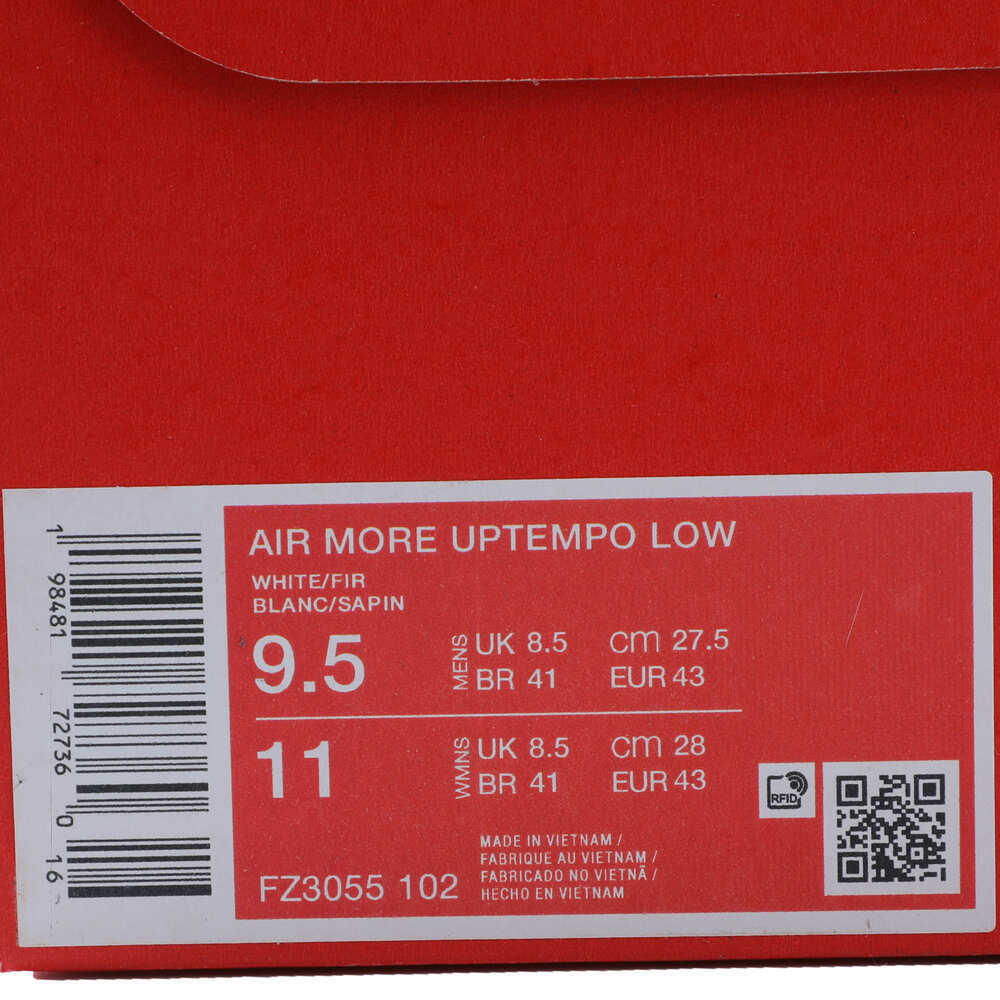 AIR MORE UPTEMPO LOW
WHITE/FIR
BLANC/SAPIN
9.5
MENS
UK 8.5 cm 27.5
BR 41 EUR 43
11
WMNS
UK 8.5 cm 28
BR 41 EUR 43
RFID
MADE IN VIETNAM /
FABRIQUE AU VIETNAM /
FABRICADO NO VIETNÃ /
HECHO EN VIETNAM
FZ3055 102
1 98481 72736 0 16